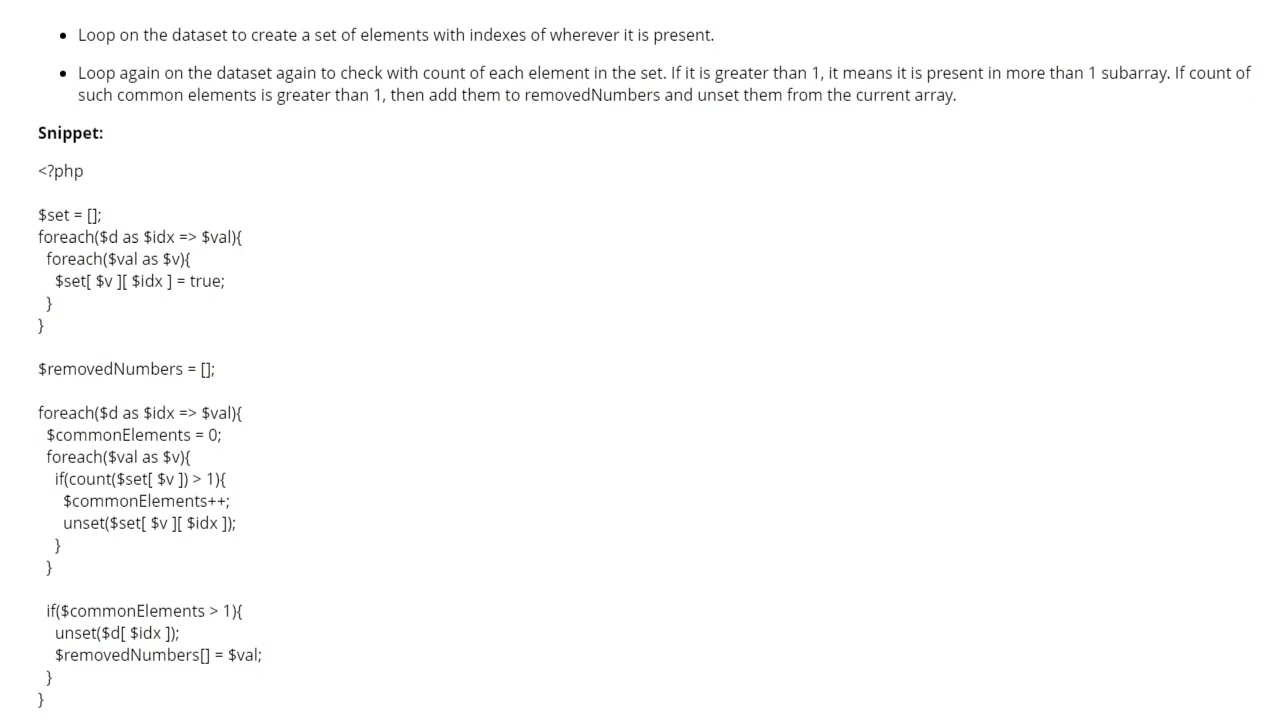 • Loop on the dataset to create a set of elements with indexes of wherever it is present.
• Loop again on the dataset again to check with count of each element in the set. If it is greater than 1, it means it is present in more than 1 subarray. If count of
such common elements is greater than 1, then add them to removedNumbers and unset them from the current array.
Snippet:
<?php
$set = [];
foreach($d as $idx => $val){
  foreach($val as $v){
    $set[ $v ][ $idx ] = true;
  }
}
$removedNumbers = [];
foreach($d as $idx => $val){
  $commonElements = 0;
  foreach($val as $v){
    if(count($set[ $v ]) > 1){
      $commonElements++;
      unset($set[ $v ][ $idx ]);
    }
  }
  if($commonElements > 1){
    unset($d[ $idx ]);
    $removedNumbers[] = $val;
  }
}